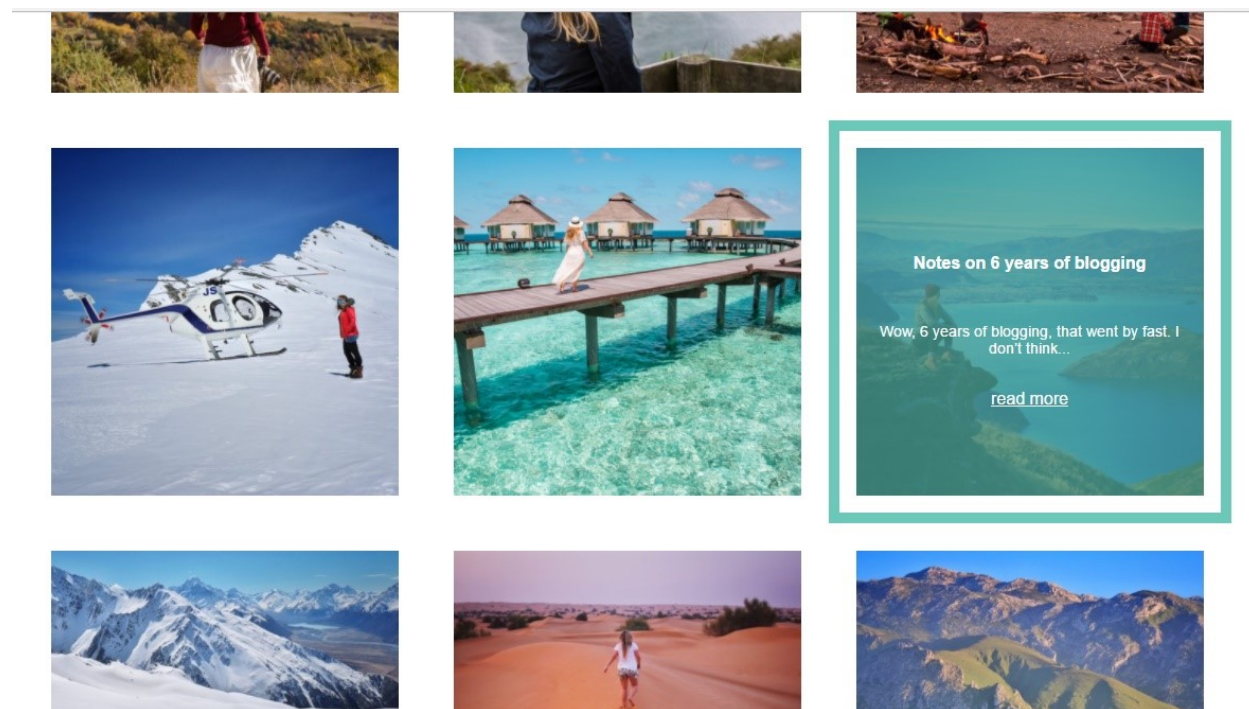 JS
Notes on 6 years of blogging
Wow, 6 years of blogging, that went by fast. I
don't think...
read more